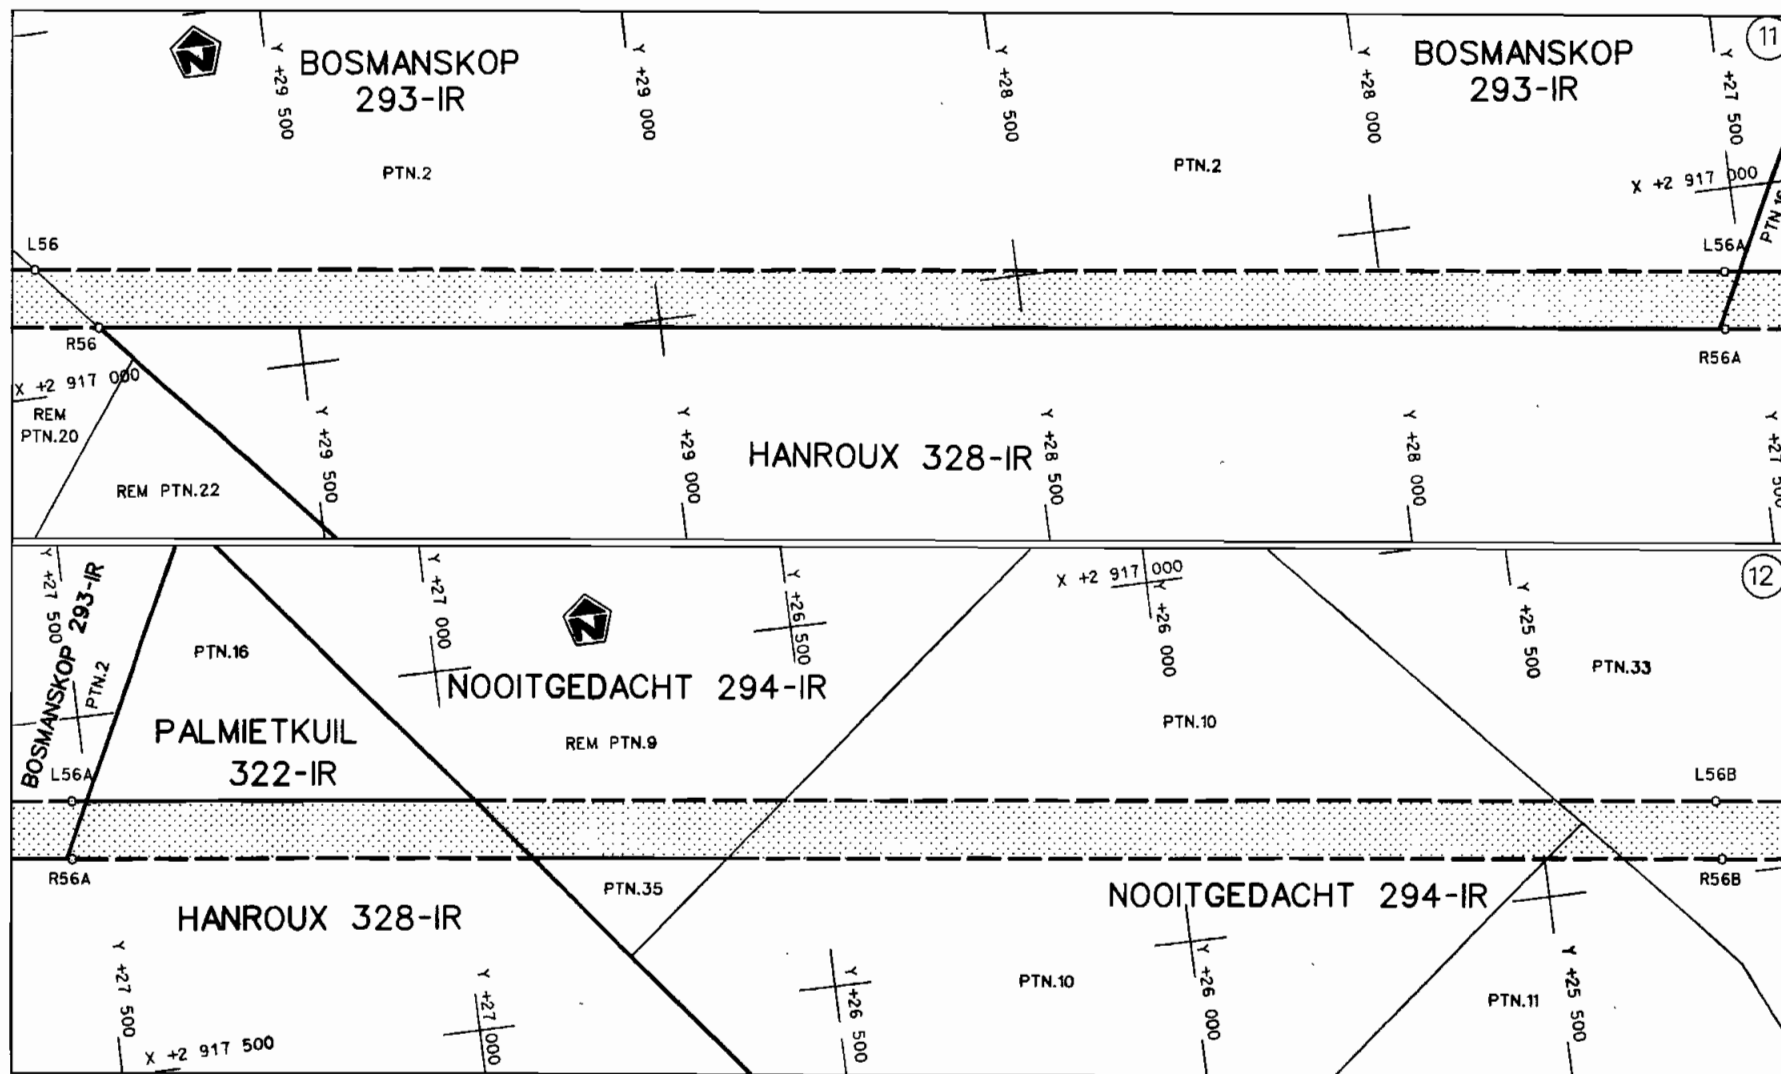 11
Y +29 500
BOSMANSKOP
293-IR
Y +29 000
Y +28 500
Y +28 000
BOSMANSKOP
293-IR
Y +27 500
N
PTN.2
PTN.2
X +2 917 000
L56
L56A
R56
R56A
X +2 917 000
REM
PTN.20
REM PTN.22
Y +29 500
Y +29 000
HANROUX 328-IR
Y +28 500
Y +28 000
Y +27 500
12
Y +27 500
BOSMANSKOP 293-IR
PTN.2
PTN.16
Y +27 000
N
Y +26 500
X +2 917 000
Y +26 000
Y +25 500
PTN.33
NOOITGEDACHT 294-IR
REM PTN.9
PTN.10
PALMIETKUIL
322-IR
L56A
L56B
R56A
PTN.35
R56B
NOOITGEDACHT 294-IR
HANROUX 328-IR
Y +27 500
Y +27 000
Y +26 500
PTN.10
Y +26 000
PTN.11
Y +25 500
X +2 917 500